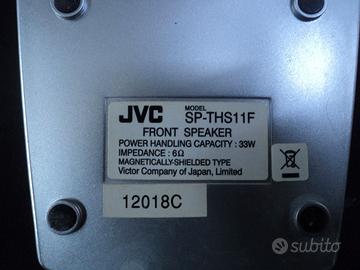 JVC
MODEL
SP-THS11F
FRONT SPEAKER
POWER HANDLING CAPACITY : 33W
IMPEDANCE : 6Ω
MAGNETICALLY-SHIELDED TYPE
Victor Company of Japan, Limited
12018C
subito